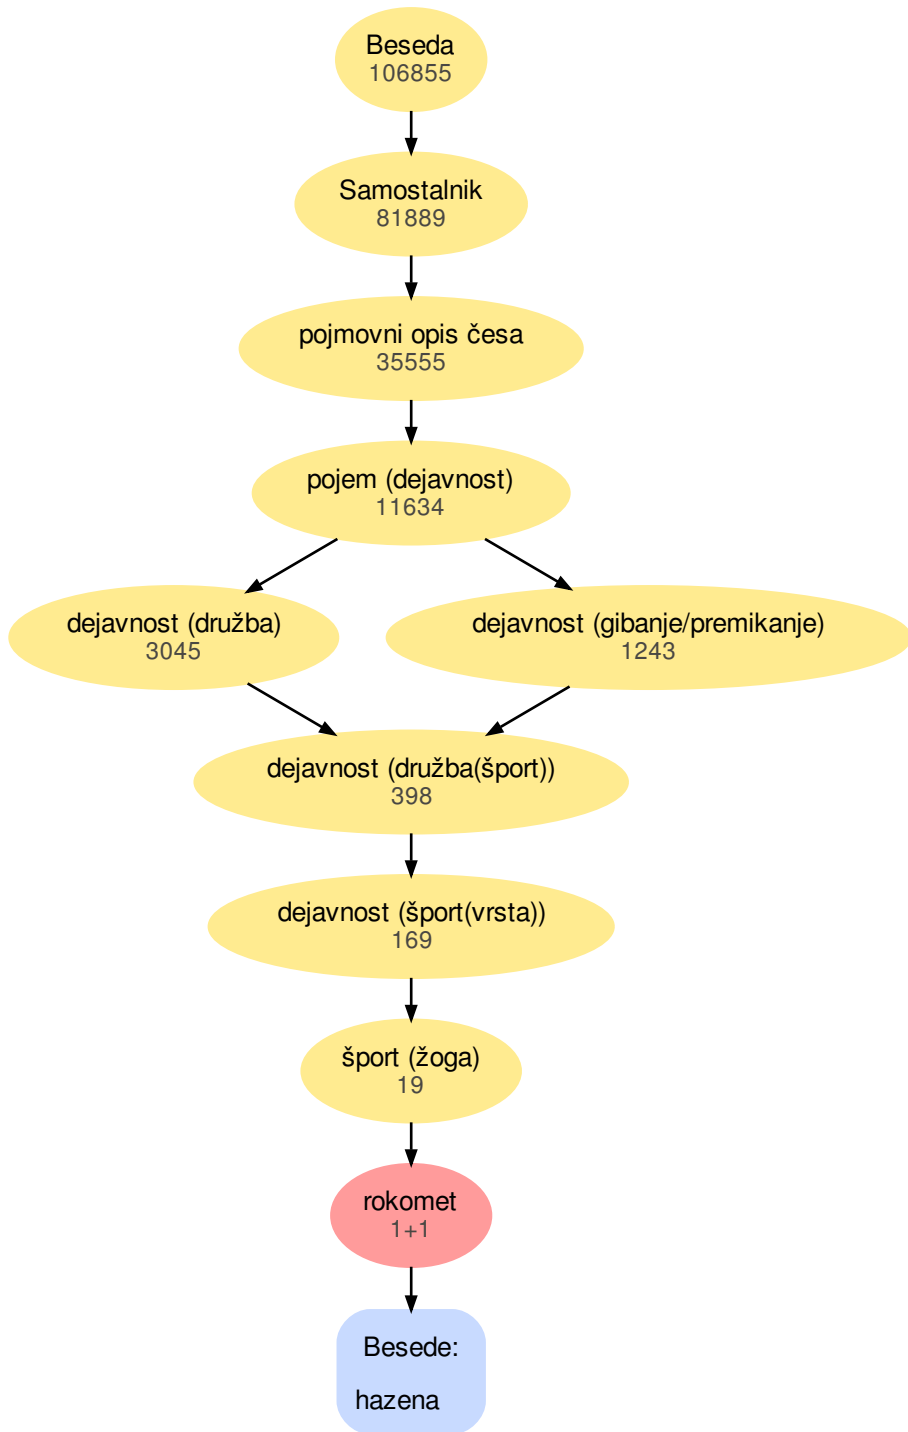 Beseda
106855
Samostalnik
81889
pojmovni opis česa
35555
pojem (dejavnost)
11634
dejavnost (družba)
3045
dejavnost (gibanje/premikanje)
1243
dejavnost (družba(šport))
398
dejavnost (šport(vrsta))
169
šport (žoga)
19
rokomet
1+1
Besede:
hazena